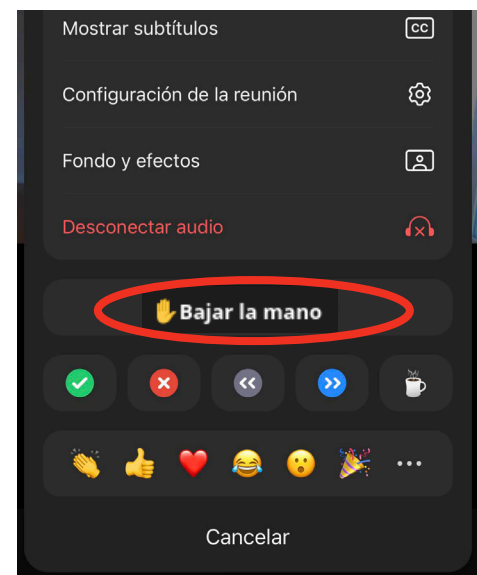 Mostrar subtítulos
CC
Configuración de la reunión
Fondo y efectos
Desconectar audio
Bajar la mano
Cancelar